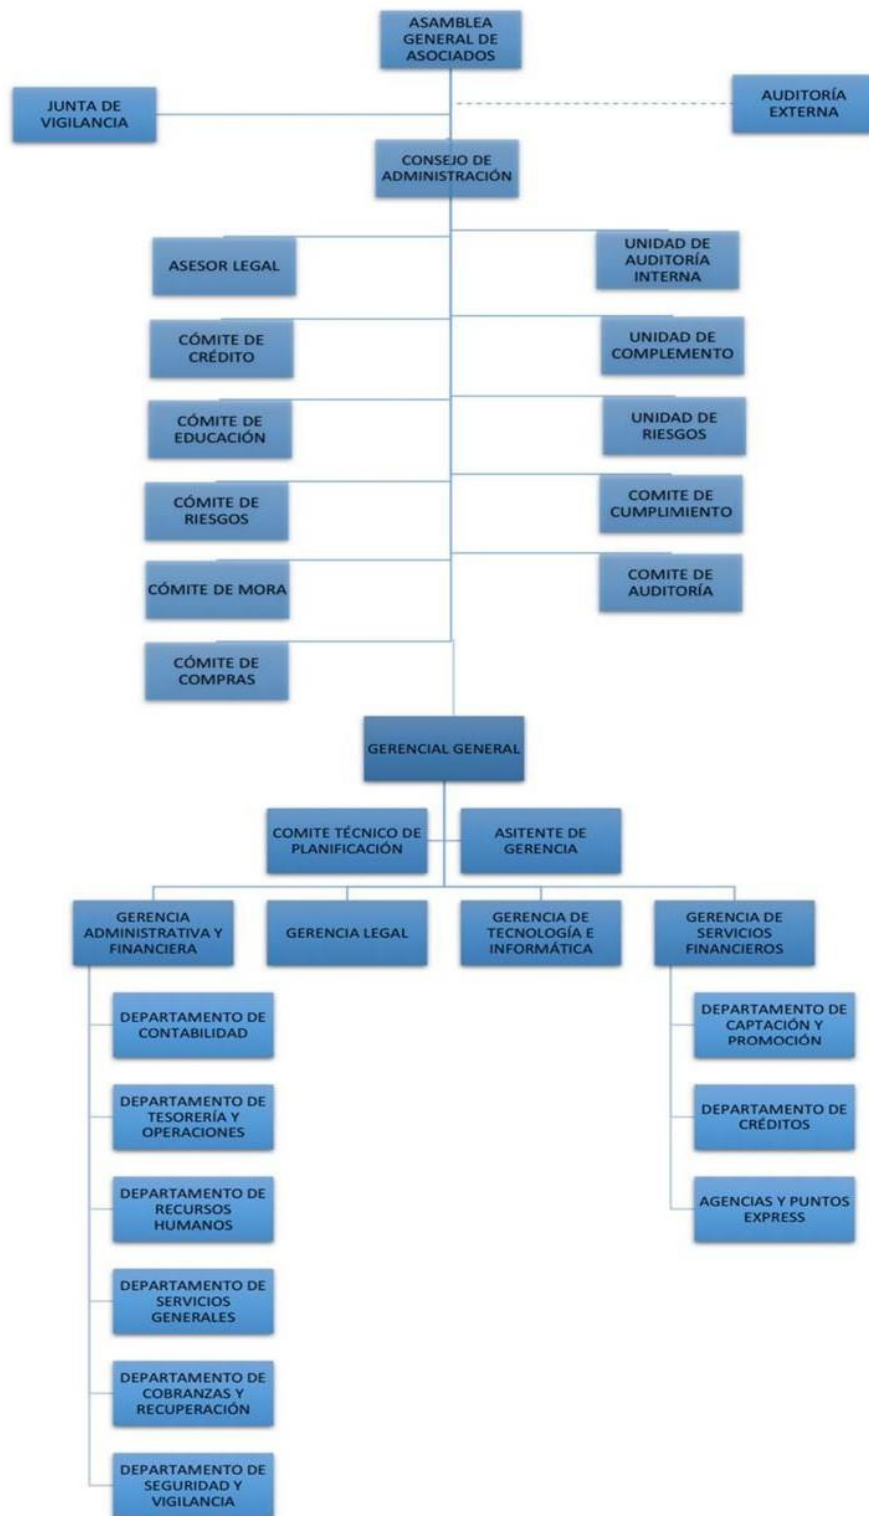 ASAMBLEA
GENERAL DE
ASOCIADOS
JUNTA DE
VIGILANCIA
AUDITORÍA
EXTERNA
CONSEJO DE
ADMINISTRACIÓN
ASESOR LEGAL
UNIDAD DE
AUDITORÍA
INTERNA
CÓMITE DE
CRÉDITO
UNIDAD DE
COMPLEMENTO
CÓMITE DE
EDUCACIÓN
UNIDAD DE
RIESGOS
CÓMITE DE
RIESGOS
COMITE DE
CUMPLIMIENTO
CÓMITE DE MORA
COMITE DE
AUDITORÍA
CÓMITE DE
COMPRAS
GERENCIAL GENERAL
COMITE TÉCNICO DE
PLANIFICACIÓN
ASITENTE DE
GERENCIA
GERENCIA
ADMINISTRATIVA Y
FINANCIERA
GERENCIA LEGAL
GERENCIA DE
TECNOLOGÍA E
INFORMÁTICA
GERENCIA DE
SERVICIOS
FINANCIEROS
DEPARTAMENTO DE
CONTABILIDAD
DEPARTAMENTO DE
TESORERÍA Y
OPERACIONES
DEPARTAMENTO DE
RECURSOS
HUMANOS
DEPARTAMENTO DE
SERVICIOS
GENERALES
DEPARTAMENTO DE
COBRANZAS Y
RECUPERACIÓN
DEPARTAMENTO DE
SEGURIDAD Y
VIGILANCIA
DEPARTAMENTO DE
CAPTACIÓN Y
PROMOCIÓN
DEPARTAMENTO DE
CRÉDITOS
AGENCIAS Y PUNTOS
EXPRESS